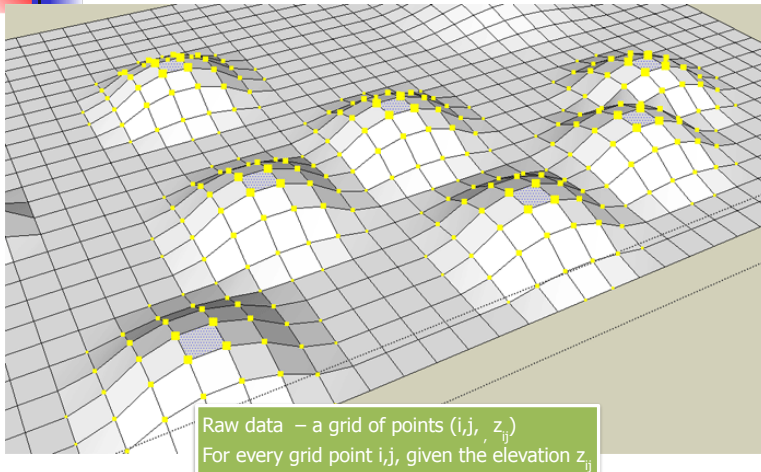 Raw data – a grid of points (i,j, , zij)
For every grid point i,j, given the elevation zij